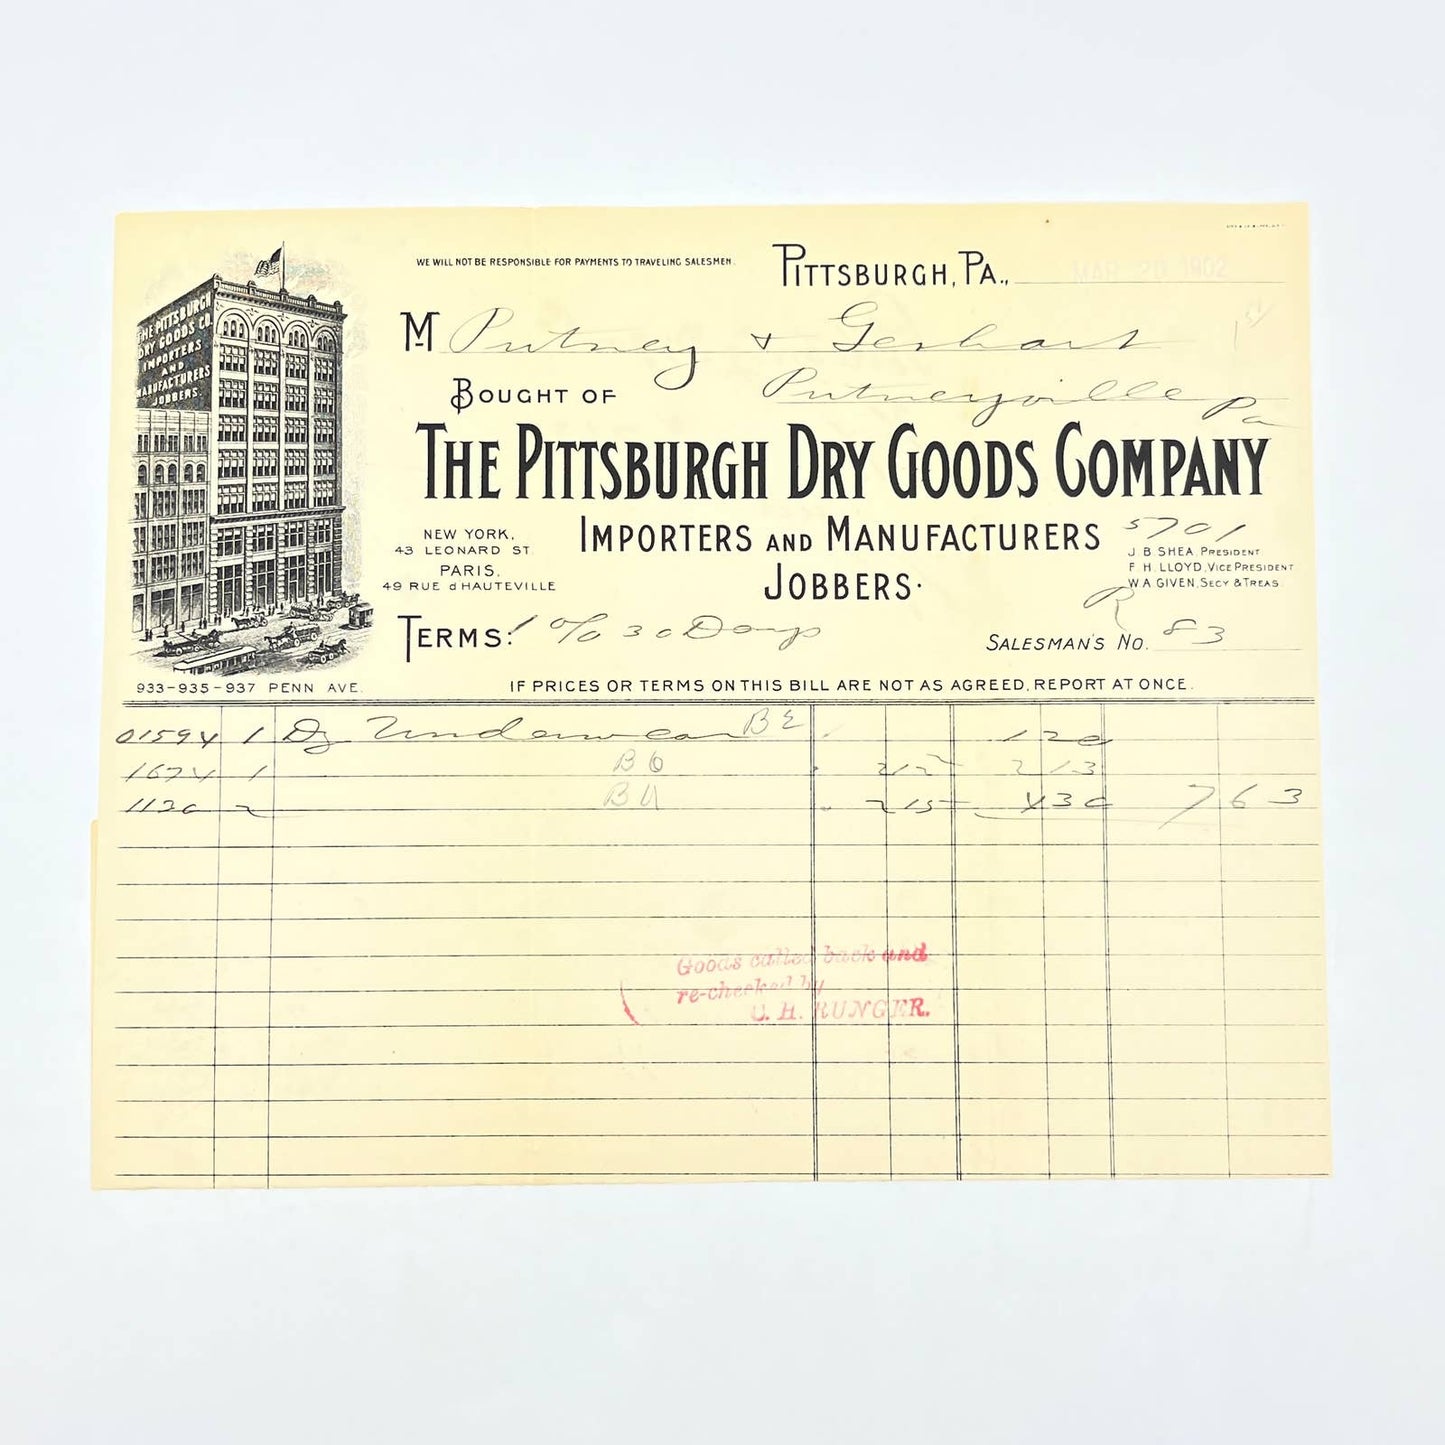 WE WILL NOT BE RESPONSIBLE FOR PAYMENTS TO TRAVELING SALESMEN.
PITTSBURGH, PA., MAR 20 1902
M Putney & Gerhart
BOUGHT OF Putneyville Pa
THE PITTSBURGH DRY GOODS COMPANY
IMPORTERS AND MANUFACTURERS
JOBBERS.
THE PITTSBURGH
DRY GOODS CO.
IMPORTERS
AND
MANUFACTURERS
JOBBERS.
NEW YORK,
43 LEONARD ST.
PARIS,
49 RUE d'HAUTEVILLE
5701
J. B. SHEA, PRESIDENT
F. H. LLOYD, VICE PRESIDENT
W. A. GIVEN, SECY & TREAS.
R
TERMS: 1 % 30 Days
SALESMAN'S NO. 83
933-935-937 PENN AVE.
IF PRICES OR TERMS ON THIS BILL ARE NOT AS AGREED, REPORT AT ONCE.
01594 1 Dz Underwear BE 120
1674 1 B6 212 213
1130 2 BU 215 430 763
Goods called back and
re-checked by
C. H. RUNGER.